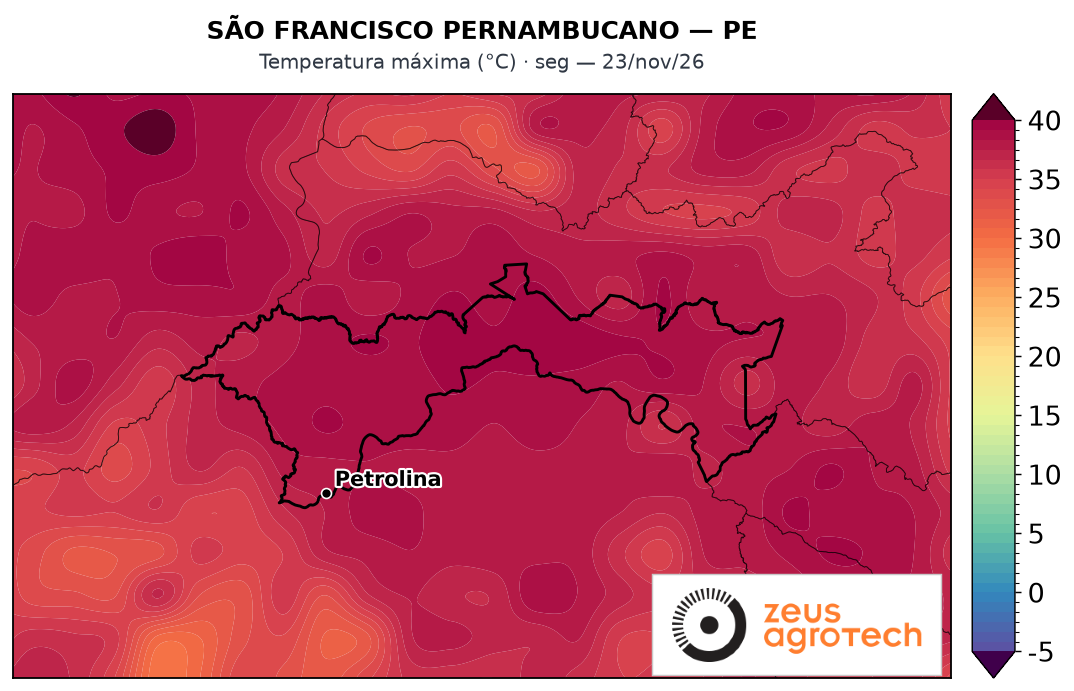 SÃO FRANCISCO PERNAMBUCANO — PE
Temperatura máxima (°C) · seg — 23/nov/26
40
35
30
25
20
15
10
5
0
-5
Petrolina
zeus
agrotech